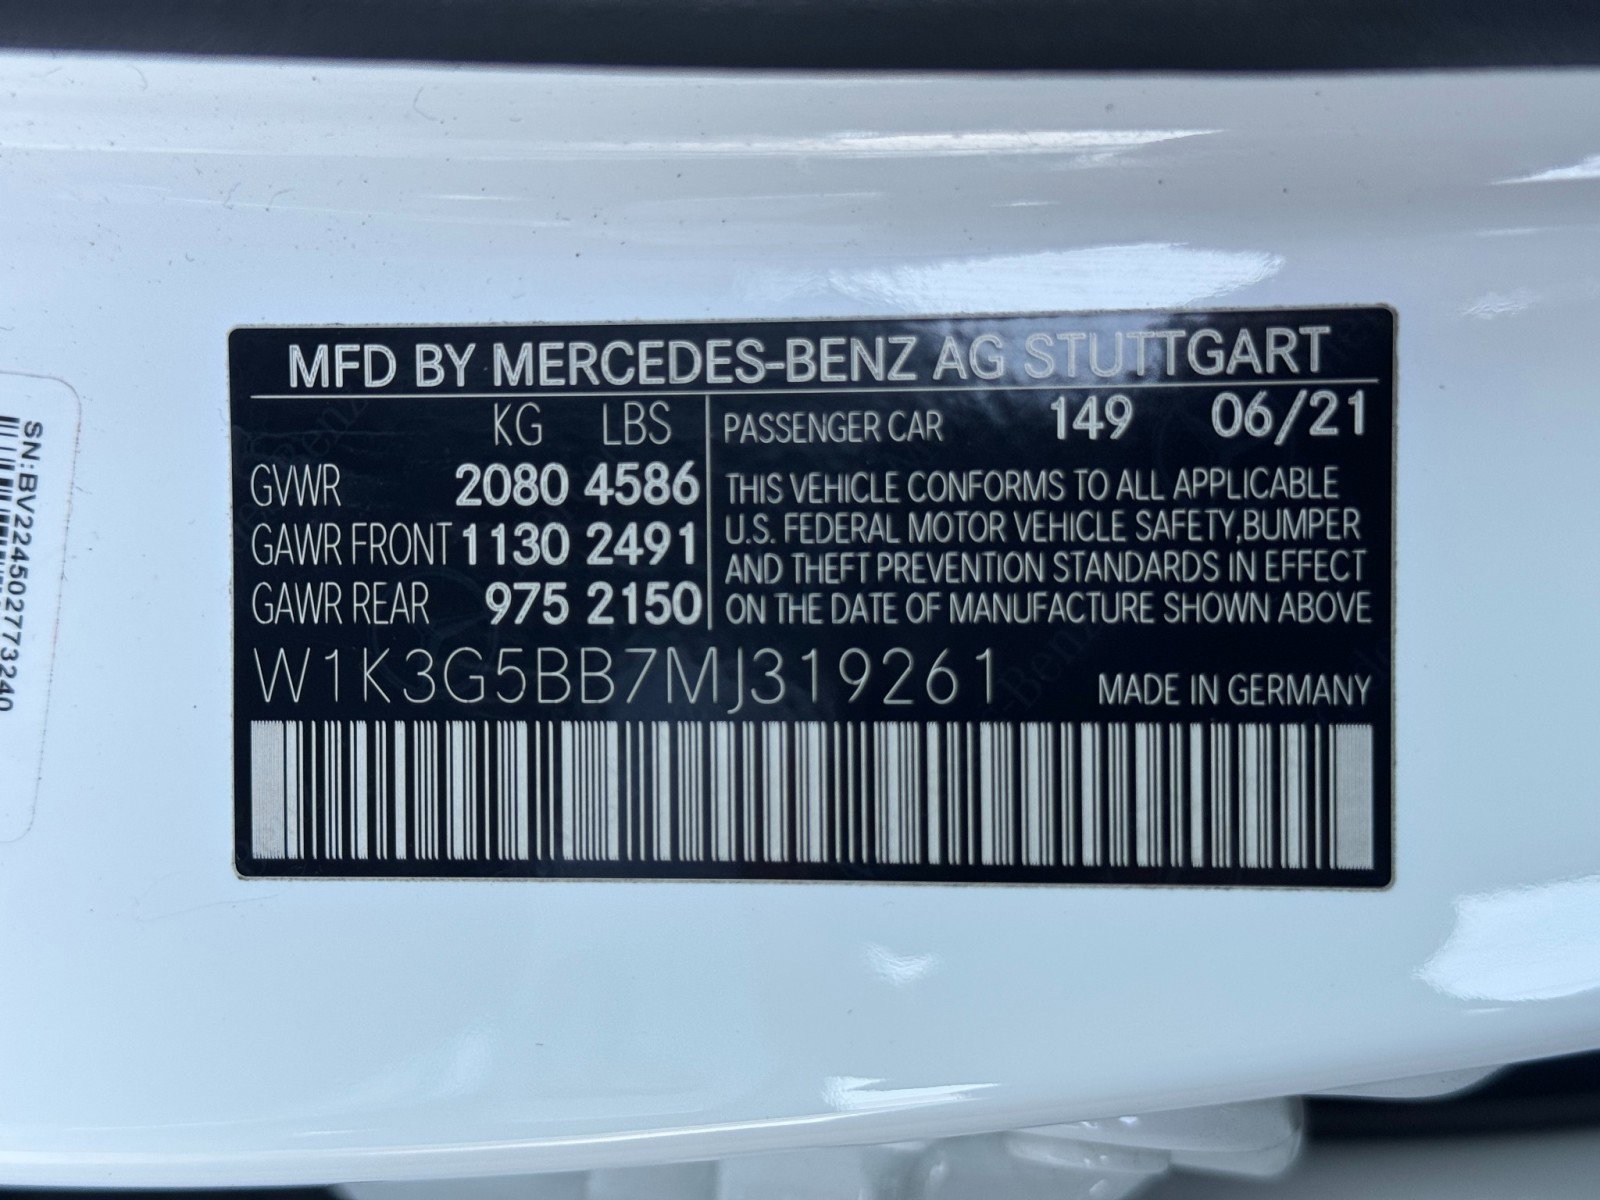 MFD BY MERCEDES-BENZ AG STUTTGART
KG LBS
GVWR 2080 4586
GAWR FRONT 1130 2491
GAWR REAR 975 2150
PASSENGER CAR 149 06/21
THIS VEHICLE CONFORMS TO ALL APPLICABLE
U.S. FEDERAL MOTOR VEHICLE SAFETY,BUMPER
AND THEFT PREVENTION STANDARDS IN EFFECT
ON THE DATE OF MANUFACTURE SHOWN ABOVE
W1K3G5BB7MJ319261
MADE IN GERMANY
SN:BV224502773240